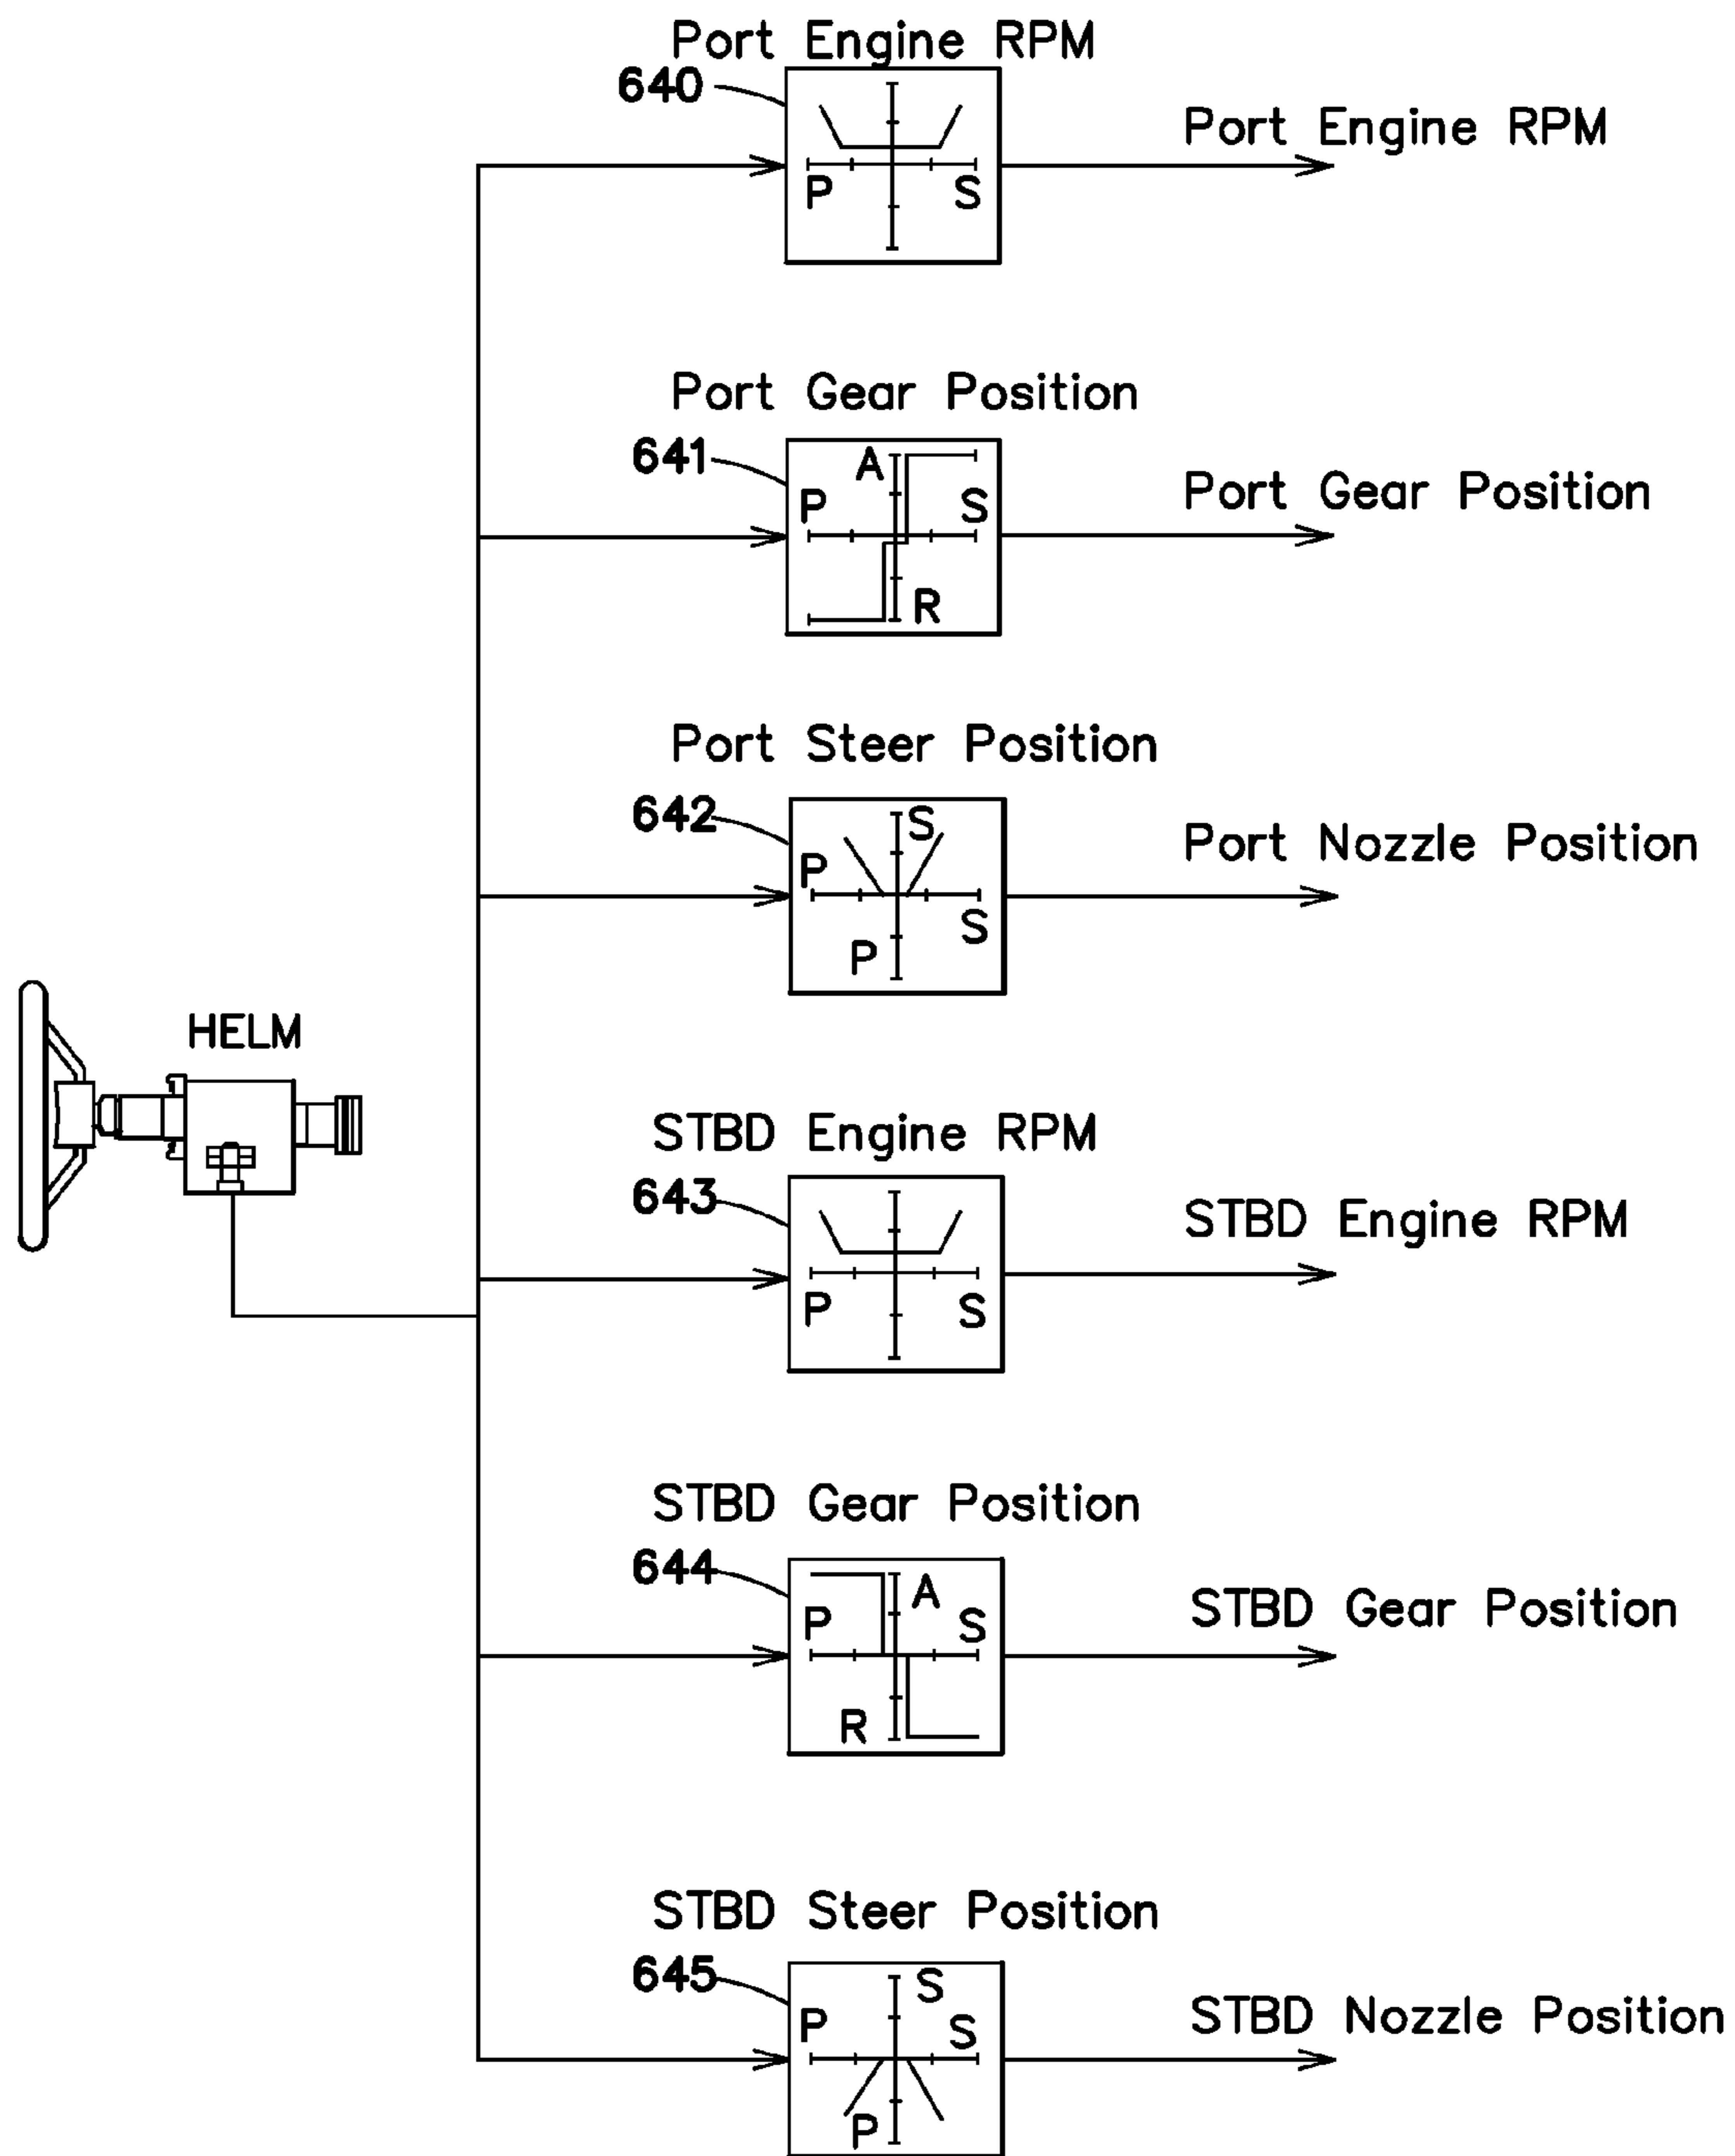 Port Engine RPM
640
P
S
Port Engine RPM
Port Gear Position
641
A
P
S
R
Port Gear Position
Port Steer Position
642
S
P
S
P
Port Nozzle Position
HELM
STBD Engine RPM
643
P
S
STBD Engine RPM
STBD Gear Position
644
A
P
S
R
STBD Gear Position
STBD Steer Position
645
S
P
S
P
STBD Nozzle Position